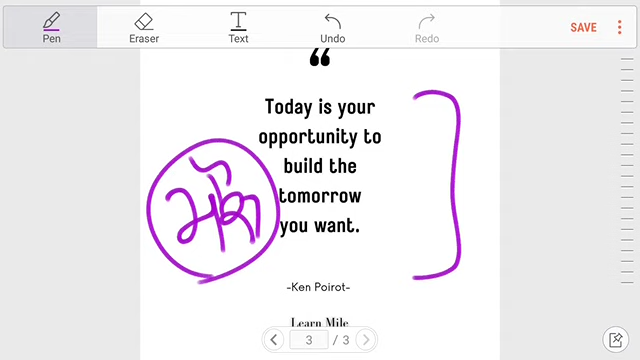 Pen
Eraser
Text
Undo
Redo
SAVE
“
Today is your
opportunity to
build the
tomorrow
you want.
-Ken Poirot-
Learn Mile
3 / 3